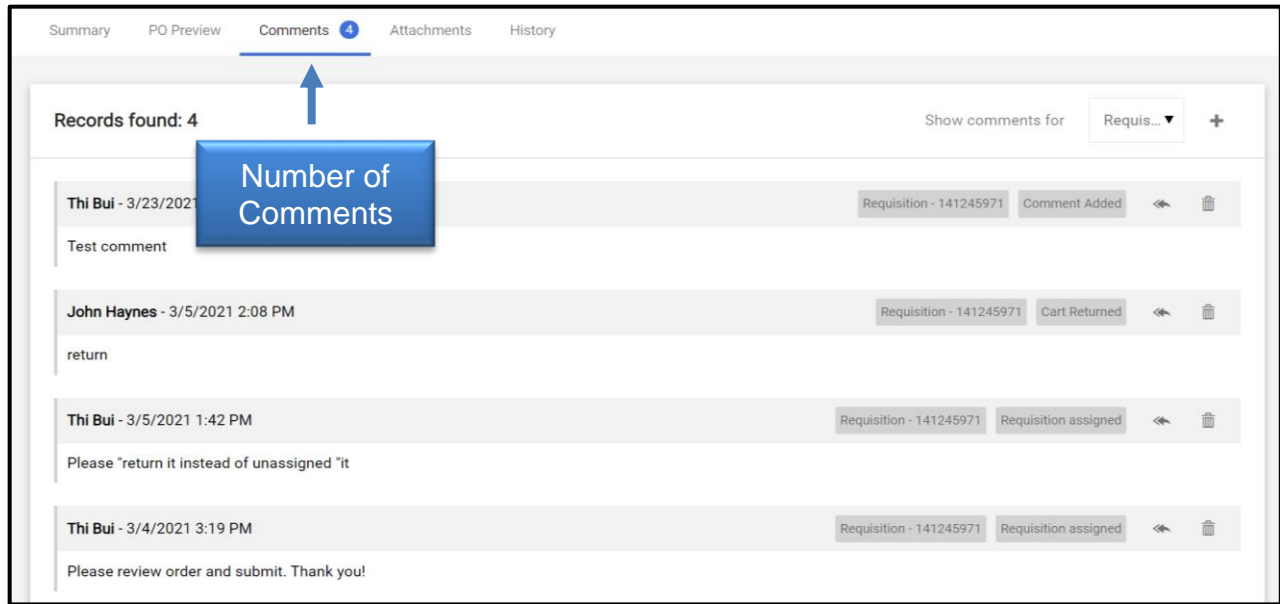 Summary PO Preview Comments 4 Attachments History
Records found: 4 Show comments for Requis...
Number of
Comments
Thi Bui - 3/23/2021 Requisition - 141245971 Comment Added
Test comment
John Haynes - 3/5/2021 2:08 PM Requisition - 141245971 Cart Returned
return
Thi Bui - 3/5/2021 1:42 PM Requisition - 141245971 Requisition assigned
Please "return it instead of unassigned "it
Thi Bui - 3/4/2021 3:19 PM Requisition - 141245971 Requisition assigned
Please review order and submit. Thank you!